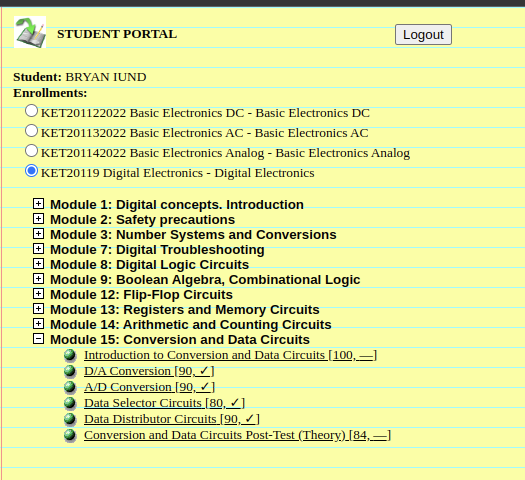 STUDENT PORTAL
Logout
Student: BRYAN IUND
Enrollments:
KET201122022 Basic Electronics DC - Basic Electronics DC
KET201132022 Basic Electronics AC - Basic Electronics AC
KET201142022 Basic Electronics Analog - Basic Electronics Analog
KET20119 Digital Electronics - Digital Electronics
Module 1: Digital concepts. Introduction
Module 2: Safety precautions
Module 3: Number Systems and Conversions
Module 7: Digital Troubleshooting
Module 8: Digital Logic Circuits
Module 9: Boolean Algebra, Combinational Logic
Module 12: Flip-Flop Circuits
Module 13: Registers and Memory Circuits
Module 14: Arithmetic and Counting Circuits
Module 15: Conversion and Data Circuits
Introduction to Conversion and Data Circuits [100, —]
D/A Conversion [90, ✓]
A/D Conversion [90, ✓]
Data Selector Circuits [80, ✓]
Data Distributor Circuits [90, ✓]
Conversion and Data Circuits Post-Test (Theory) [84, —]